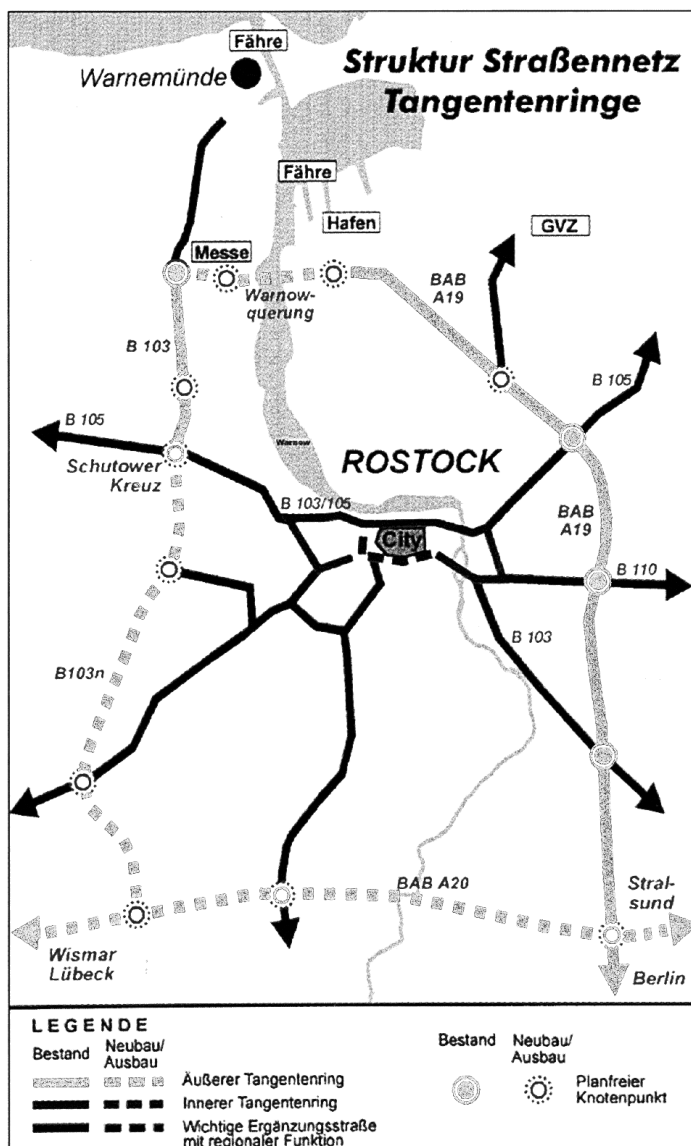 Fähre
Struktur Straßennetz
Tangentenringe
Warnemünde
Fähre
Hafen
GVZ
Messe
BAB
A19
Warnow-
querung
B 103
B 105
B 105
Schutower
Kreuz
Warnow
ROSTOCK
B 103/105
BAB
A19
City
B 110
B 103
B103n
BAB A20
Stral-
sund
Wismar
Lübeck
Berlin
LEGENDE
Bestand Neubau/
Ausbau
Äußerer Tangentenring
Innerer Tangentenring
Wichtige Ergänzungsstraße
mit regionaler Funktion
Bestand Neubau/
Ausbau
Planfreier
Knotenpunkt